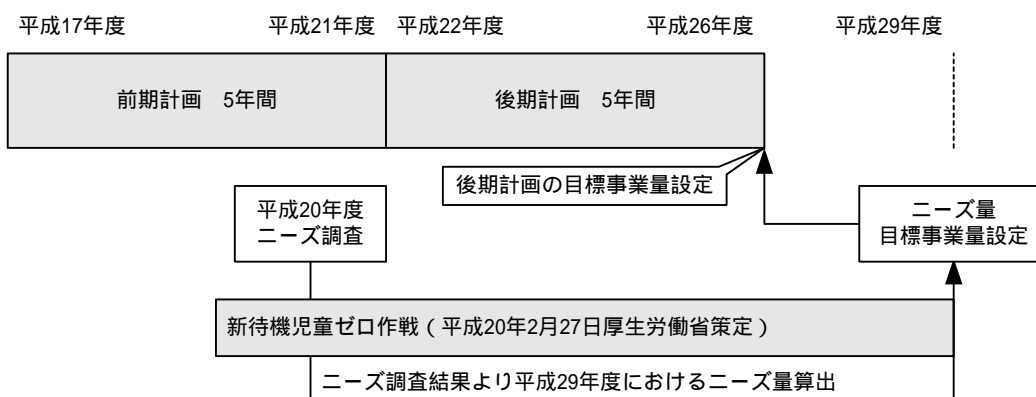 平成17年度 平成21年度 平成22年度 平成26年度 平成29年度
前期計画 5年間
後期計画 5年間
後期計画の目標事業量設定
平成20年度
ニーズ調査
ニーズ量
目標事業量設定
新待機児童ゼロ作戦(平成20年2月27日厚生労働省策定)
ニーズ調査結果より平成29年度におけるニーズ量算出